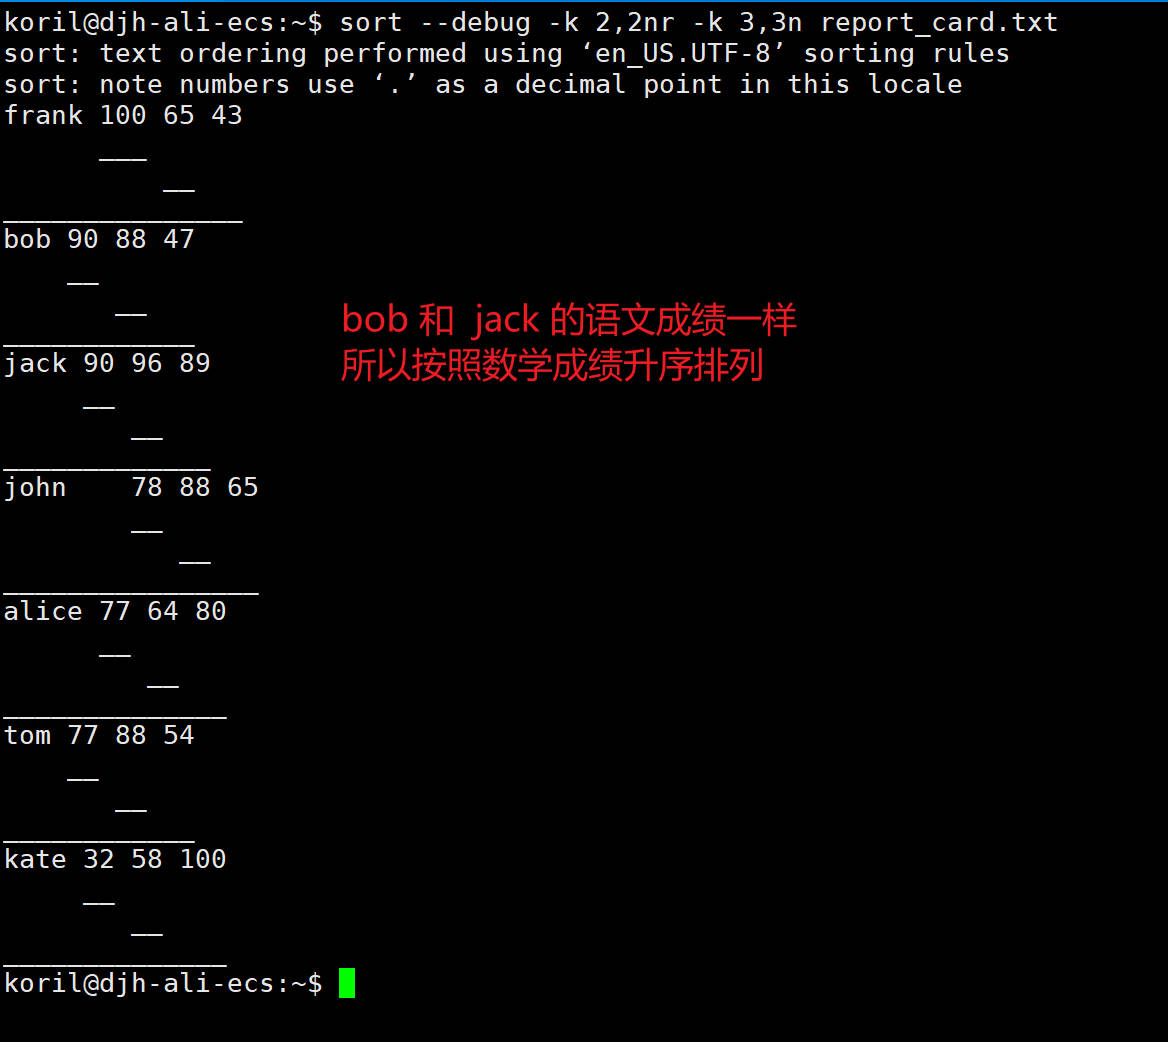 koril@djh-ali-ecs:~$ sort --debug -k 2,2nr -k 3,3n report_card.txt
sort: text ordering performed using ‘en_US.UTF-8’ sorting rules
sort: note numbers use ‘.’ as a decimal point in this locale
frank 100 65 43
      ___
          __
_______________
bob 90 88 47
    __
       __
____________
bob 和 jack 的语文成绩一样
所以按照数学成绩升序排列
jack 90 96 89
     __
        __
_____________
john    78 88 65
        __
           __
________________
alice 77 64 80
      __
         __
______________
tom 77 88 54
    __
       __
____________
kate 32 58 100
     __
        __
______________
koril@djh-ali-ecs:~$